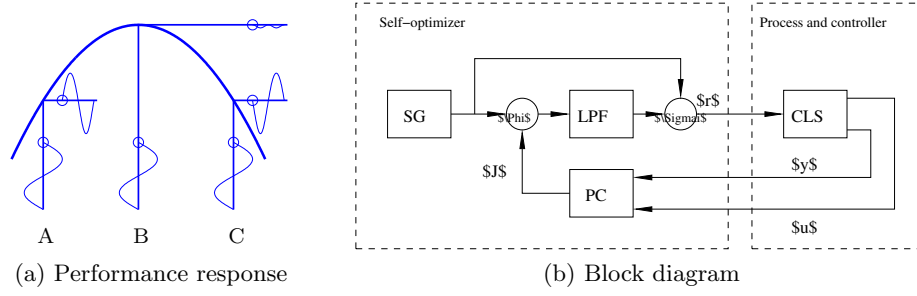 Self-optimizer
Process and controller
SG
$\Phi$
LPF
$\Sigma$
$r$
CLS
$J$
PC
$y$
$u$
A B C
(a) Performance response
(b) Block diagram